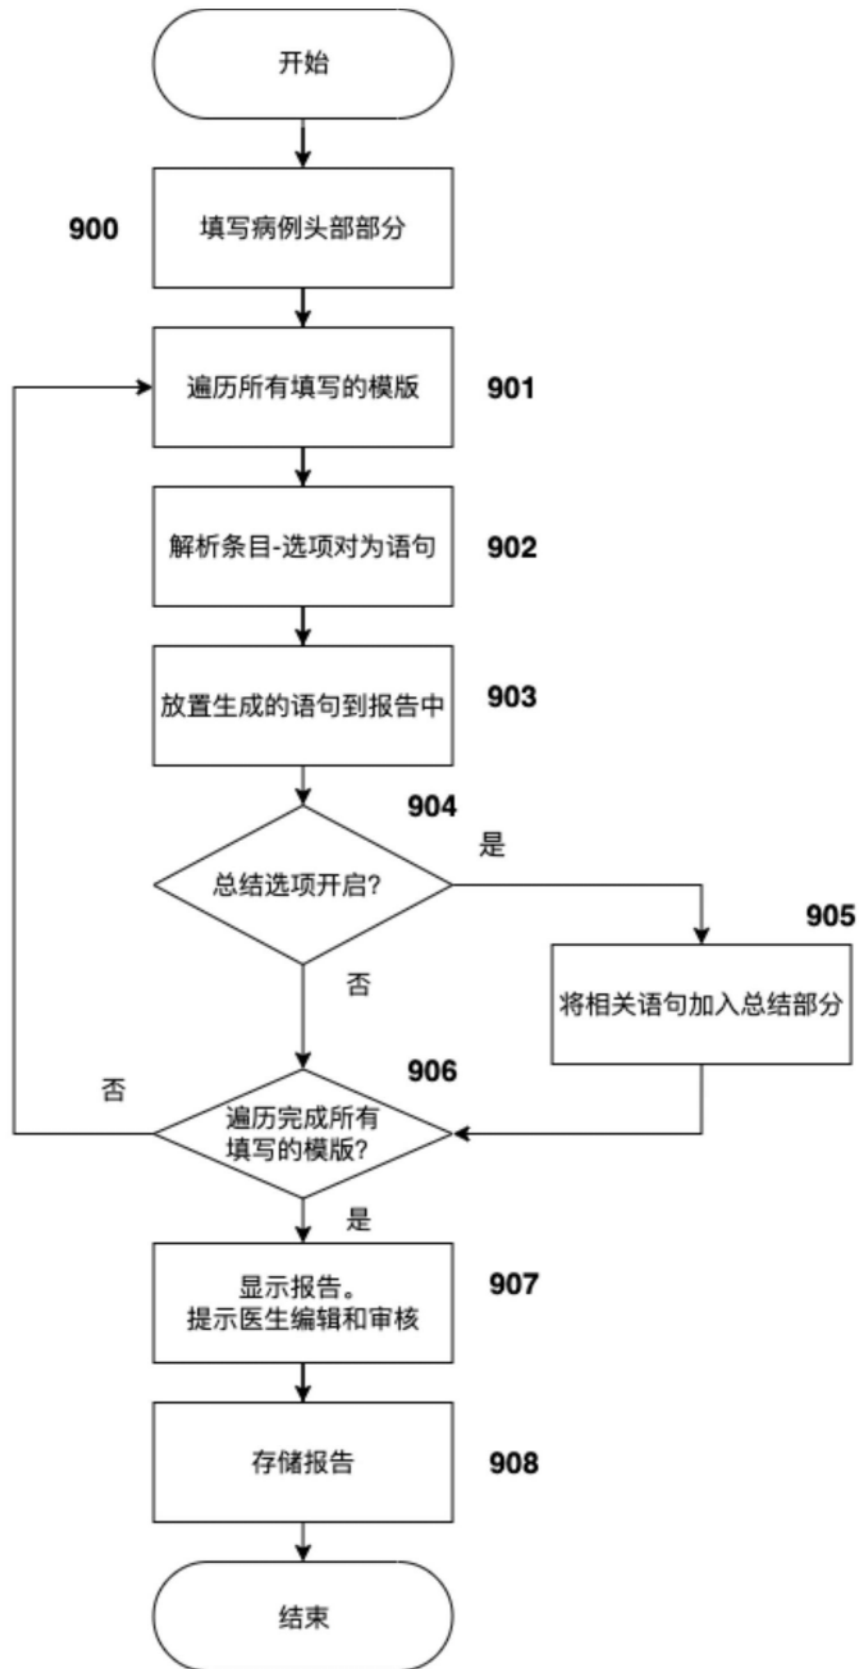 开始
900
填写病例头部部分
遍历所有填写的模版
901
解析条目-选项对为语句
902
放置生成的语句到报告中
903
904
总结选项开启?
是
905
将相关语句加入总结部分
否
906
否
遍历完成所有
填写的模版?
是
显示报告。
提示医生编辑和审核
907
存储报告
908
结束